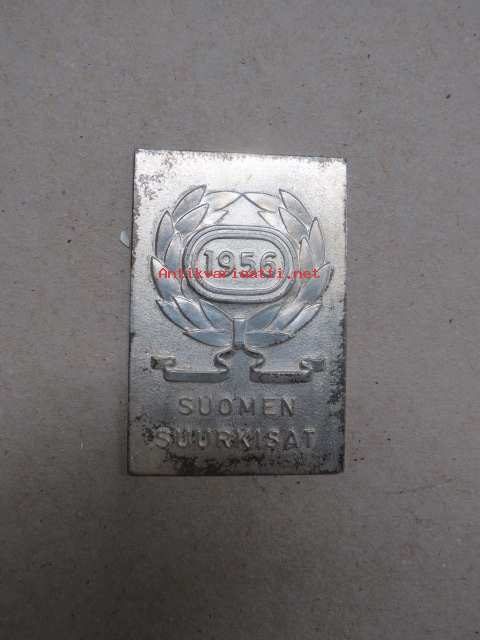 1956
Antikvariaatti.net
SUOMEN
SUURKISAT